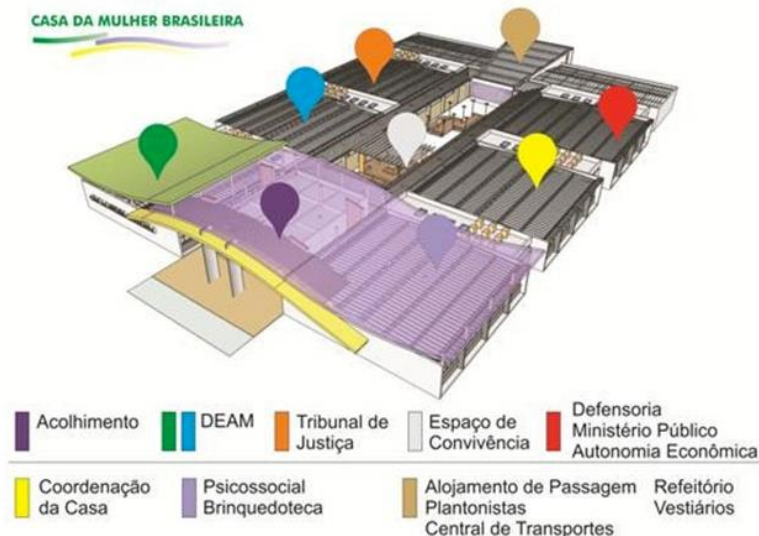 CASA DA MULHER BRASILEIRA
Acolhimento
DEAM
Tribunal de
Justiça
Espaço de
Convivência
Defensoria
Ministério Público
Autonomia Econômica
Coordenação
da Casa
Psicossocial
Brinquedoteca
Alojamento de Passagem
Plantonistas
Central de Transportes
Refeitório
Vestiários